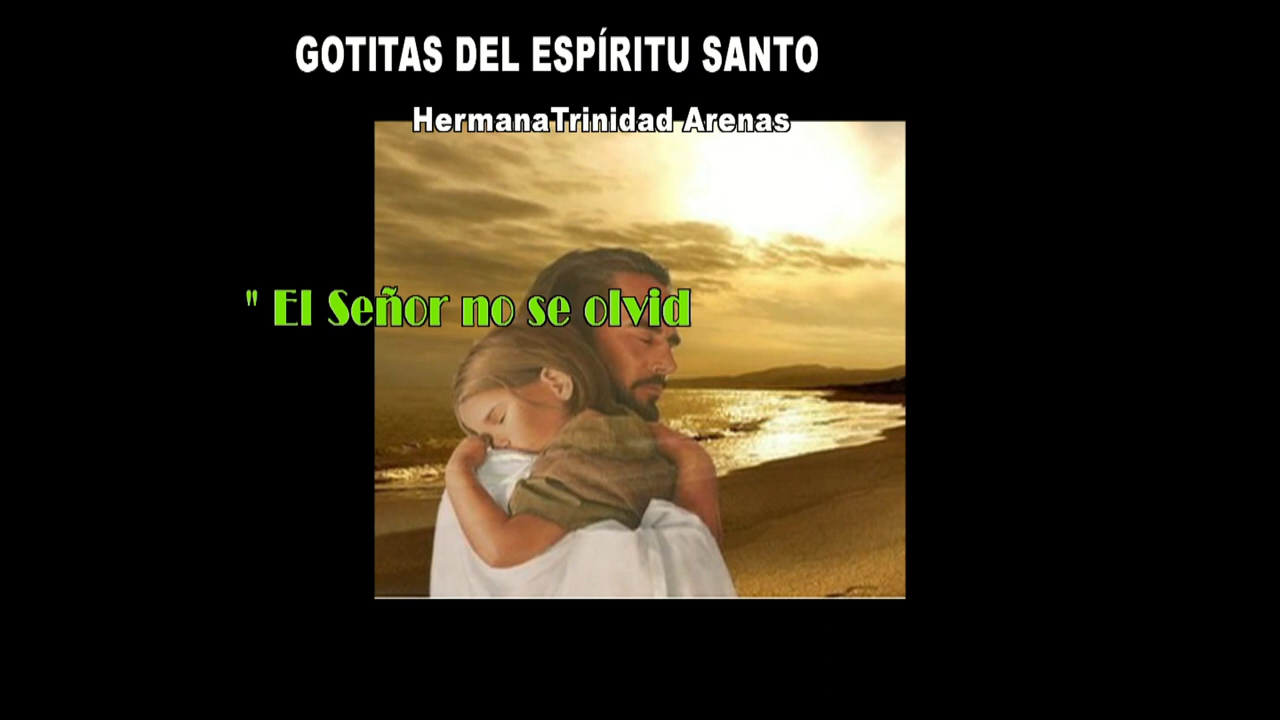 GOTITAS DEL ESPÍRITU SANTO
HermanaTrinidad Arenas
" El Señor no se olvid